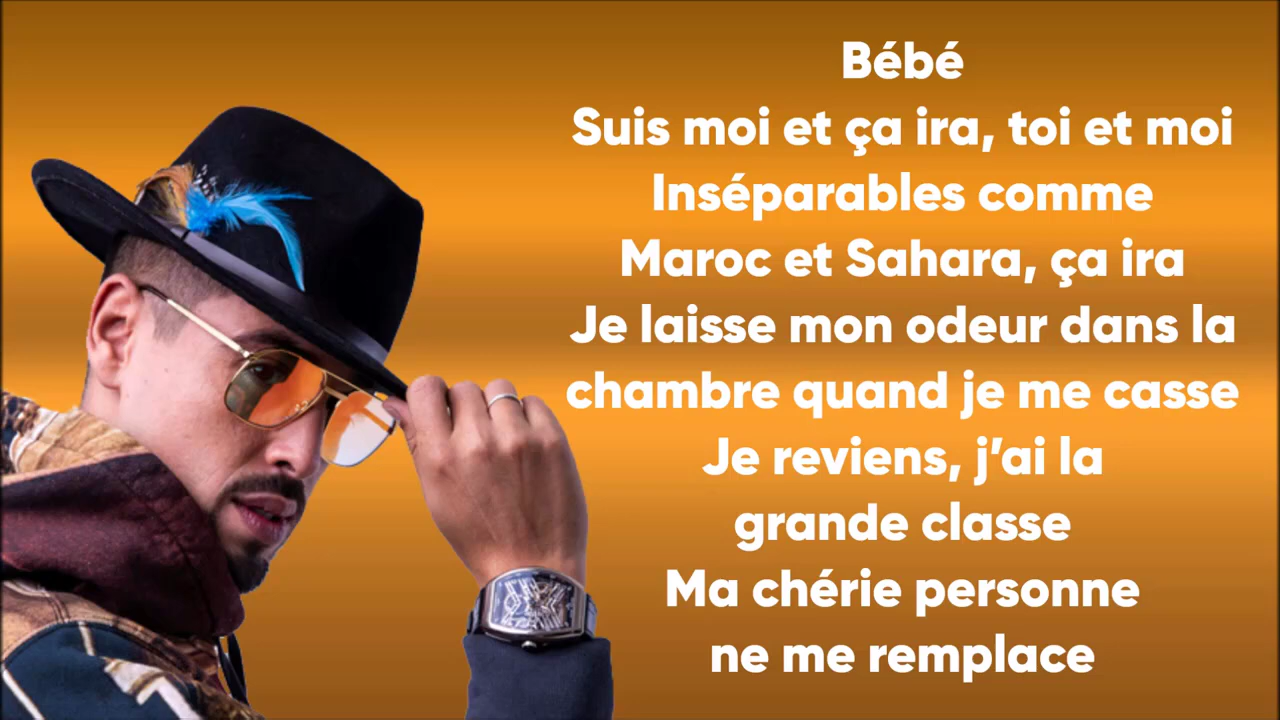 Bébé
Suis moi et ça ira, toi et moi
Inséparables comme
Maroc et Sahara, ça ira
Je laisse mon odeur dans la
chambre quand je me casse
Je reviens, j’ai la
grande classe
Ma chérie personne
ne me remplace